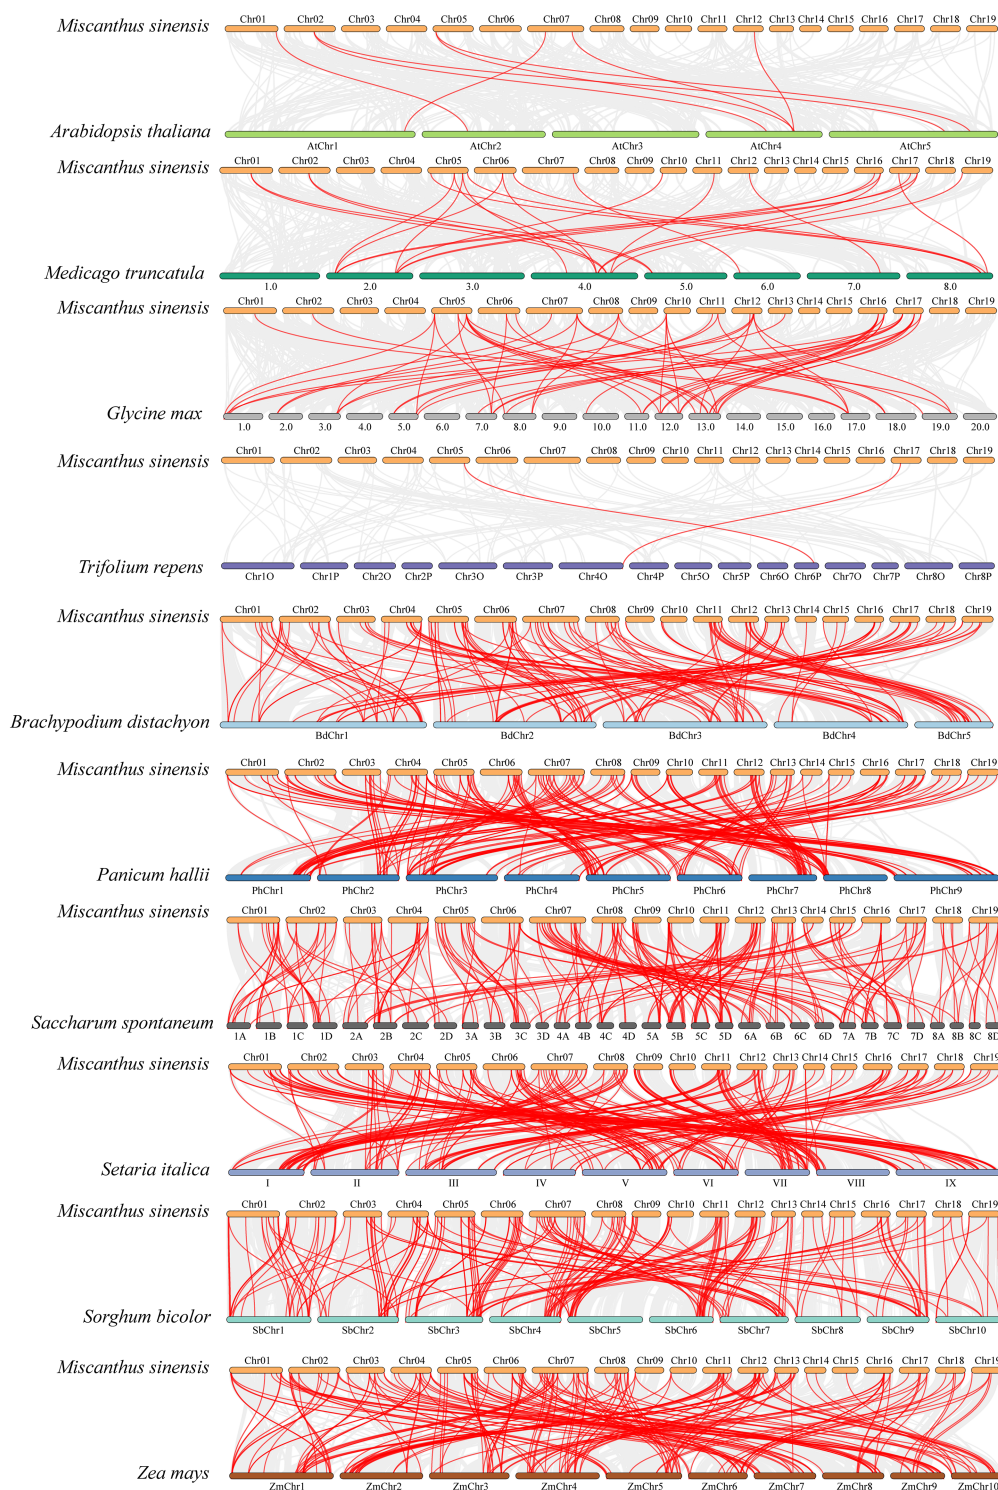 Chr01 Chr02 Chr03 Chr04 Chr05 Chr06 Chr07 Chr08 Chr09 Chr10 Chr11 Chr12 Chr13 Chr14 Chr15 Chr16 Chr17 Chr18 Chr19
Miscanthus sinensis
Arabidopsis thaliana
AtChr1 AtChr2 AtChr3 AtChr4 AtChr5
Chr01 Chr02 Chr03 Chr04 Chr05 Chr06 Chr07 Chr08 Chr09 Chr10 Chr11 Chr12 Chr13 Chr14 Chr15 Chr16 Chr17 Chr18 Chr19
Miscanthus sinensis
Medicago truncatula
1.0 2.0 3.0 4.0 5.0 6.0 7.0 8.0
Chr01 Chr02 Chr03 Chr04 Chr05 Chr06 Chr07 Chr08 Chr09 Chr10 Chr11 Chr12 Chr13 Chr14 Chr15 Chr16 Chr17 Chr18 Chr19
Miscanthus sinensis
Glycine max
1.0 2.0 3.0 4.0 5.0 6.0 7.0 8.0 9.0 10.0 11.0 12.0 13.0 14.0 15.0 16.0 17.0 18.0 19.0 20.0
Chr01 Chr02 Chr03 Chr04 Chr05 Chr06 Chr07 Chr08 Chr09 Chr10 Chr11 Chr12 Chr13 Chr14 Chr15 Chr16 Chr17 Chr18 Chr19
Miscanthus sinensis
Trifolium repens
Chr1O Chr1P Chr2O Chr2P Chr3O Chr3P Chr4O Chr4P Chr5O Chr5P Chr6O Chr6P Chr7O Chr7P Chr8O Chr8P
Chr01 Chr02 Chr03 Chr04 Chr05 Chr06 Chr07 Chr08 Chr09 Chr10 Chr11 Chr12 Chr13 Chr14 Chr15 Chr16 Chr17 Chr18 Chr19
Miscanthus sinensis
Brachypodium distachyon
BdChr1 BdChr2 BdChr3 BdChr4 BdChr5
Chr01 Chr02 Chr03 Chr04 Chr05 Chr06 Chr07 Chr08 Chr09 Chr10 Chr11 Chr12 Chr13 Chr14 Chr15 Chr16 Chr17 Chr18 Chr19
Miscanthus sinensis
Panicum hallii
PhChr1 PhChr2 PhChr3 PhChr4 PhChr5 PhChr6 PhChr7 PhChr8 PhChr9
Chr01 Chr02 Chr03 Chr04 Chr05 Chr06 Chr07 Chr08 Chr09 Chr10 Chr11 Chr12 Chr13 Chr14 Chr15 Chr16 Chr17 Chr18 Chr19
Miscanthus sinensis
Saccharum spontaneum
1A 1B 1C 1D 2A 2B 2C 2D 3A 3B 3C 3D 4A 4B 4C 4D 5A 5B 5C 5D 6A 6B 6C 6D 7A 7B 7C 7D 8A 8B 8C 8D
Chr01 Chr02 Chr03 Chr04 Chr05 Chr06 Chr07 Chr08 Chr09 Chr10 Chr11 Chr12 Chr13 Chr14 Chr15 Chr16 Chr17 Chr18 Chr19
Miscanthus sinensis
Setaria italica
I II III IV V VI VII VIII IX
Chr01 Chr02 Chr03 Chr04 Chr05 Chr06 Chr07 Chr08 Chr09 Chr10 Chr11 Chr12 Chr13 Chr14 Chr15 Chr16 Chr17 Chr18 Chr19
Miscanthus sinensis
Sorghum bicolor
SbChr1 SbChr2 SbChr3 SbChr4 SbChr5 SbChr6 SbChr7 SbChr8 SbChr9 SbChr10
Chr01 Chr02 Chr03 Chr04 Chr05 Chr06 Chr07 Chr08 Chr09 Chr10 Chr11 Chr12 Chr13 Chr14 Chr15 Chr16 Chr17 Chr18 Chr19
Miscanthus sinensis
Zea mays
ZmChr1 ZmChr2 ZmChr3 ZmChr4 ZmChr5 ZmChr6 ZmChr7 ZmChr8 ZmChr9 ZmChr10